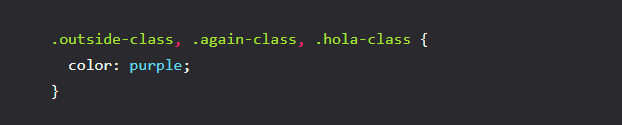 .outside-class, .again-class, .hola-class {
  color: purple;
}